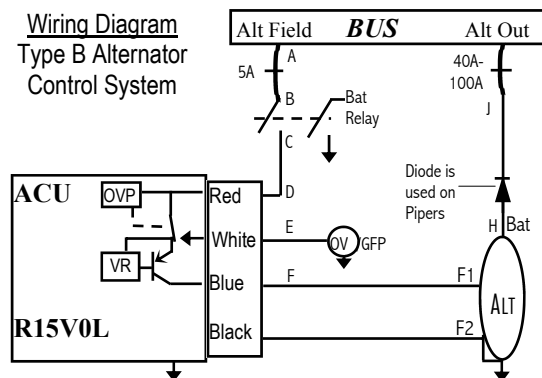 Wiring Diagram
Type B Alternator
Control System
Alt Field BUS Alt Out
A
5A
40A-
100A
B
Bat
Relay
J
C
Diode is
used on
Pipers
ACU
OVP
Red
D
H Bat
White
E
OV
GFP
VR
Blue
F
F1
ALT
R15V0L
Black
F2